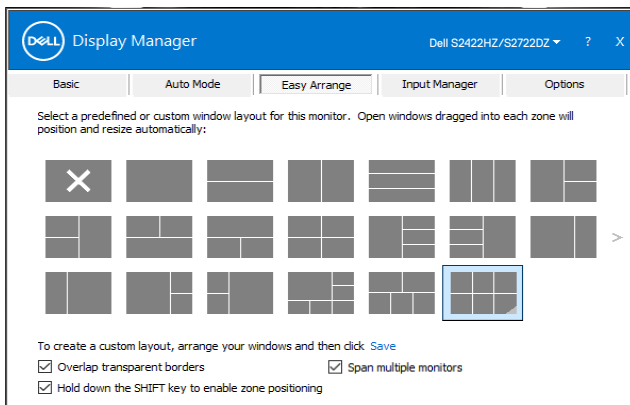 DELL Display Manager Dell S2422HZ/S2722DZ ? X
Basic Auto Mode Easy Arrange Input Manager Options
Select a predefined or custom window layout for this monitor. Open windows dragged into each zone will
position and resize automatically:
>
To create a custom layout, arrange your windows and then click Save
Overlap transparent borders Span multiple monitors
Hold down the SHIFT key to enable zone positioning